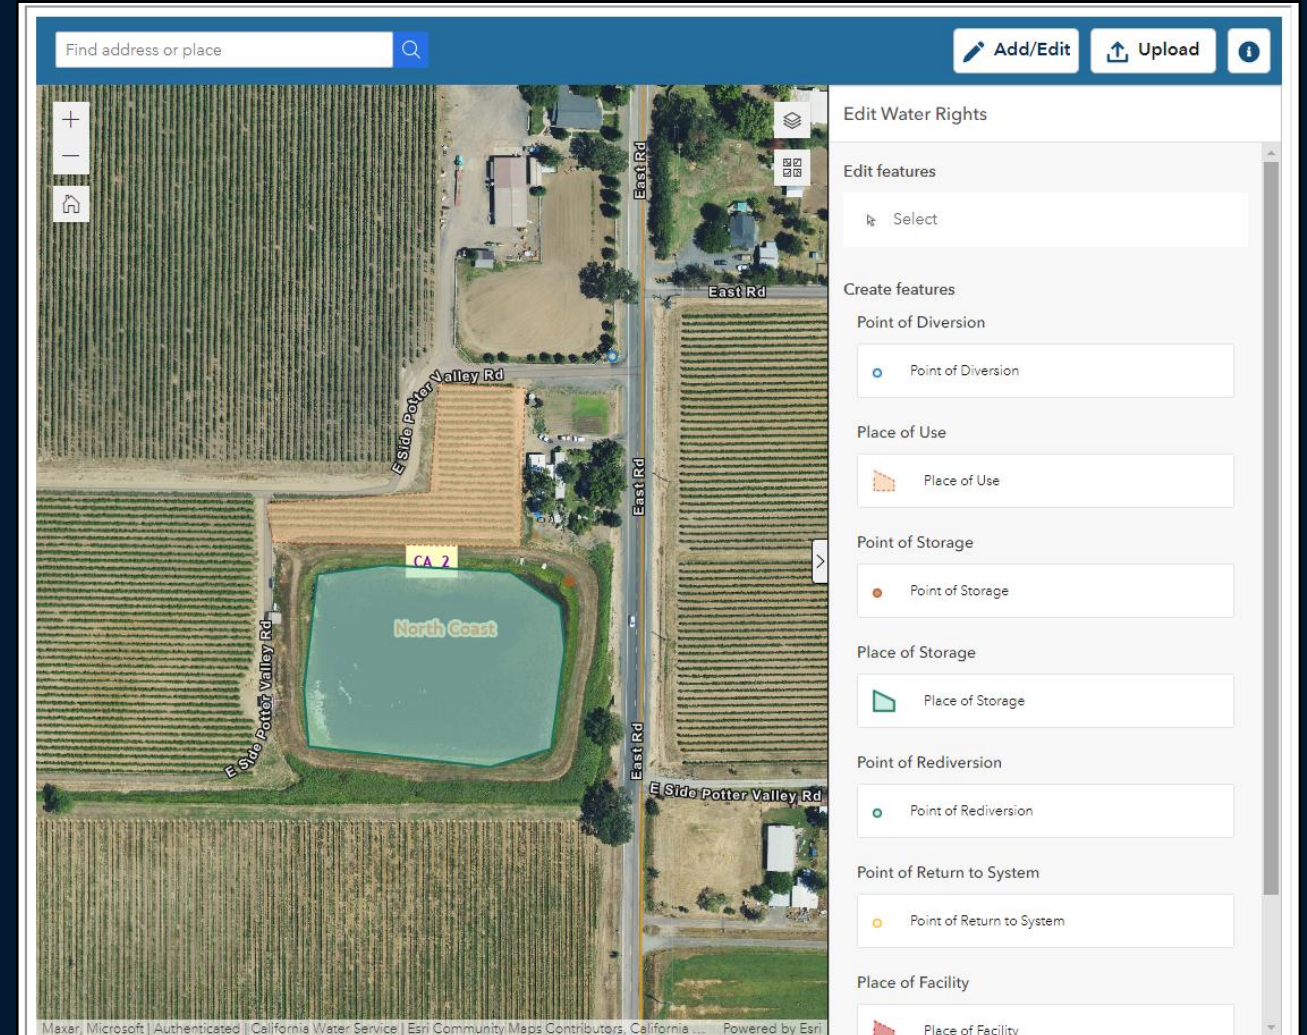 Find address or place
Add/Edit
Upload
Edit Water Rights
Edit features
Select
Create features
Point of Diversion
Point of Diversion
Place of Use
Place of Use
Point of Storage
Point of Storage
Place of Storage
Place of Storage
Point of Rediversion
Point of Rediversion
Point of Return to System
Point of Return to System
Place of Facility
Place of Facility
East Rd
East Rd
E Side Potter Valley Rd
East Rd
CA 2
North Coast
E Side Potter Valley Rd
East Rd
E Side Potter Valley Rd
Maxar, Microsoft | Authenticated | California Water Service | Esri Community Maps Contributors, California ... Powered by Esri